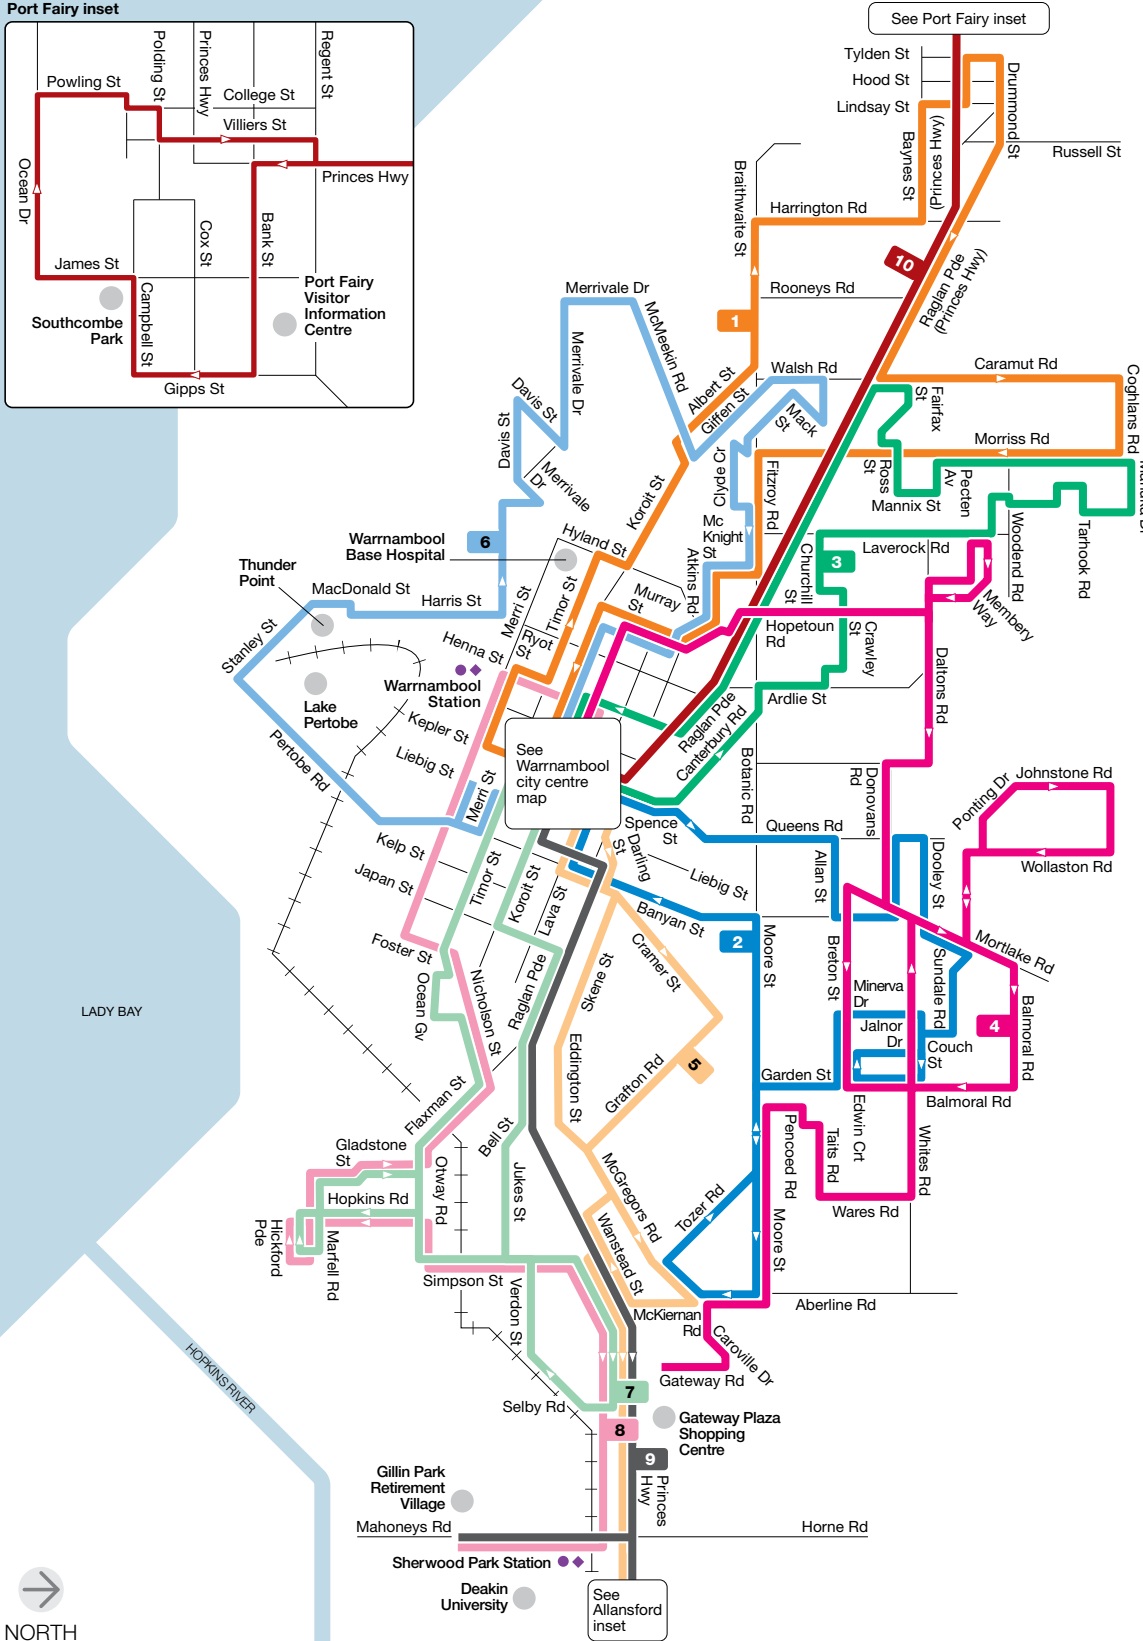 Port Fairy inset
See Port Fairy inset
Powling St
Polding St
Princes Hwy
Regent St
College St
Villiers St
Princes Hwy
Ocean Dr
Cox St
Bank St
James St
Campbell St
Southcombe
Park
Port Fairy
Visitor
Information
Centre
Gipps St
Tylden St
Hood St
Lindsay St
Drummond St
Baynes St
(Princes Hwy)
Russell St
Braithwaite St
Harrington Rd
10
Raglan Pde
(Princes Hwy)
Rooneys Rd
1
Merrivale Dr
McMeekin Rd
Merrivale Dr
Albert St
Giffen St
Walsh Rd
Mack
St
Caramut Rd
Coghlans Rd
Fairfax
St
Morriss Rd
Davis St
Davis St
Merrivale
Dr
Clyde Cr
Fitzroy Rd
Ross
St
Pecten
Av
Mannix St
Koroit St
Mc
Knight
St
Woodend Rd
Tarhook Rd
6
Warrnambool
Base Hospital
Hyland St
Atkins Rd
Churchill
St
3
Laverock Rd
Membery
Way
Thunder
Point
MacDonald St
Harris St
Merri St
Timor St
Murray
St
Hopetoun
Rd
Crawley
St
Stanley St
Henna St
Ryot
St
Daltons Rd
Warrnambool
Station
Lake
Pertobe
Ardlie St
Kepler St
Liebig St
Raglan Pde
Canterbury Rd
Pertobe Rd
See
Warrnambool
city centre
map
Merri St
Botanic Rd
Donovans
Rd
Johnstone Rd
Ponting Dr
Spence
St
Queens Rd
Wollaston Rd
Kelp St
Japan St
Timor St
Koroit St
Lava St
Darling
St
Liebig St
Allan St
Dooley St
Banyan St
2
Foster St
Cramer St
Moore St
Breton St
Mortlake Rd
Sundale Rd
Ocean Gv
Nicholson St
Raglan Pde
Skene St
Minerva
Dr
Jalnor
Dr
4
Balmoral Rd
LADY BAY
Eddington St
5
Grafton Rd
Garden St
Couch
St
Balmoral Rd
Flaxman St
Bell St
Edwin Crt
Gladstone
St
Otway Rd
Jukes St
McGregors Rd
Pencoed Rd
Taits Rd
Whites Rd
Hopkins Rd
Tozer Rd
Wares Rd
Hickford
Pde
Marfell Rd
Wanstead St
Moore St
Simpson St
Verdon St
McKiernan
Rd
Aberline Rd
Caroville Dr
HOPKINS RIVER
Gateway Rd
Selby Rd
7
8
Gateway Plaza
Shopping
Centre
9
Princes
Hwy
Gillin Park
Retirement
Village
Mahoneys Rd
Horne Rd
Sherwood Park Station
Deakin
University
See
Allansford
inset
NORTH